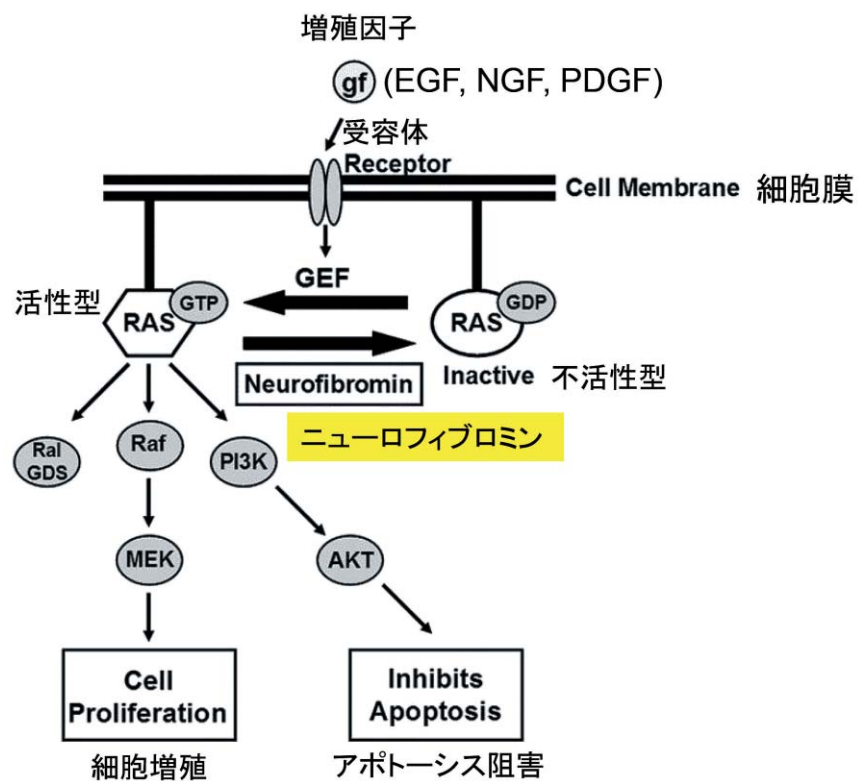 増殖因子
gf (EGF, NGF, PDGF)
受容体
Receptor
Cell Membrane 細胞膜
GEF
活性型
RAS GTP
RAS GDP
Neurofibromin
Inactive 不活性型
ニューロフィブロミン
Ral
GDS
Raf
PI3K
MEK
AKT
Cell
Proliferation
Inhibits
Apoptosis
細胞増殖
アポトーシス阻害